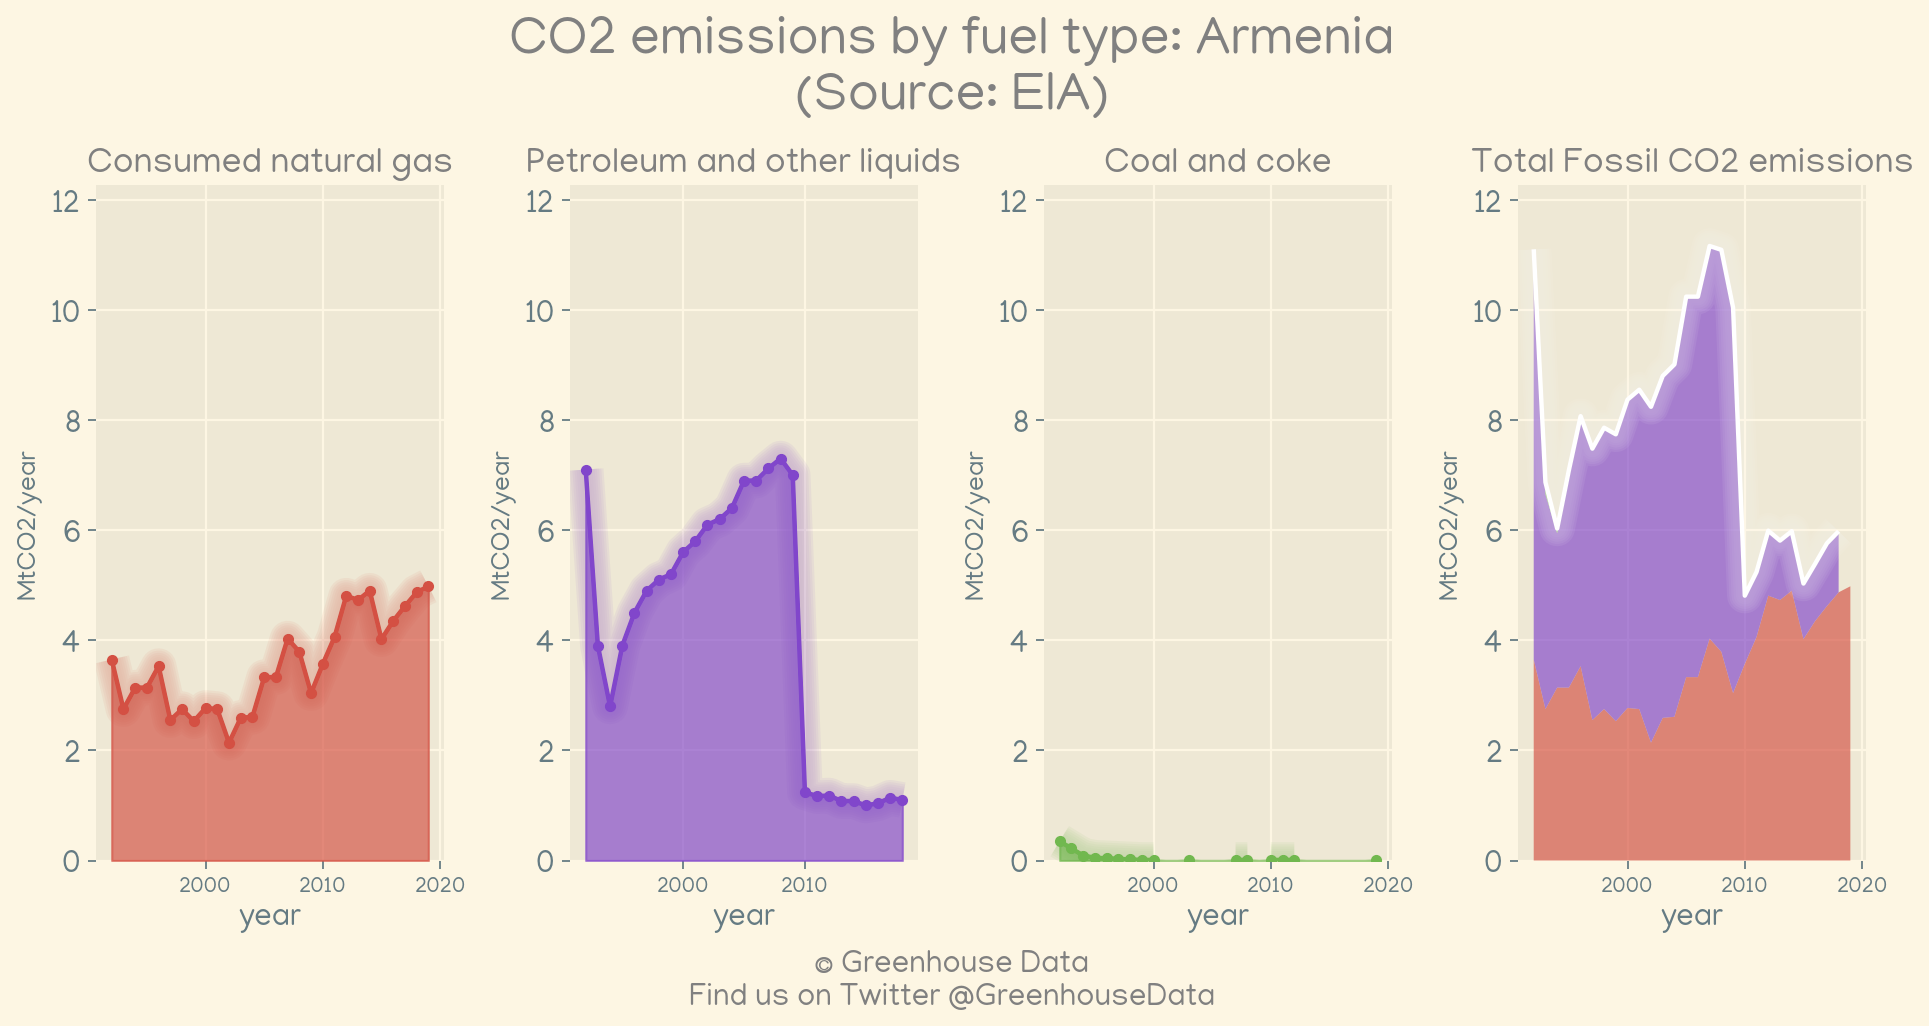 CO2 emissions by fuel type: Armenia
(Source: EIA)
Consumed natural gas
Petroleum and other liquids
Coal and coke
Total Fossil CO2 emissions
MtCO2/year
12
10
8
6
4
2
0
2000 2010 2020
year
MtCO2/year
12
10
8
6
4
2
0
2000 2010
year
MtCO2/year
12
10
8
6
4
2
0
2000 2010 2020
year
MtCO2/year
12
10
8
6
4
2
0
2000 2010 2020
year
© Greenhouse Data
Find us on Twitter @GreenhouseData